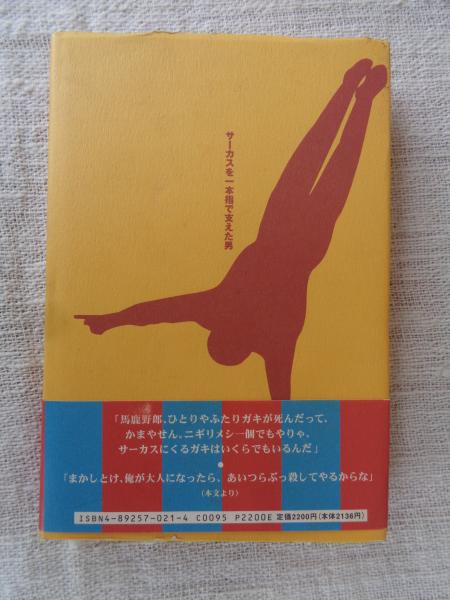 サーカスを一本指で支えた男
「馬鹿野郎、ひとりやふたりガキが死んだって、
かまやせん、ニギリメシ一個でもやりゃ、
サーカスにくるガキはいくらでもいるんだ」
●
「まかしとけ、俺が大人になったら、あいつらぶっ殺してやるからな」
(本文より)
ISBN4-89257-021-4 C0095 P2200E 定価2200円(本体2136円)